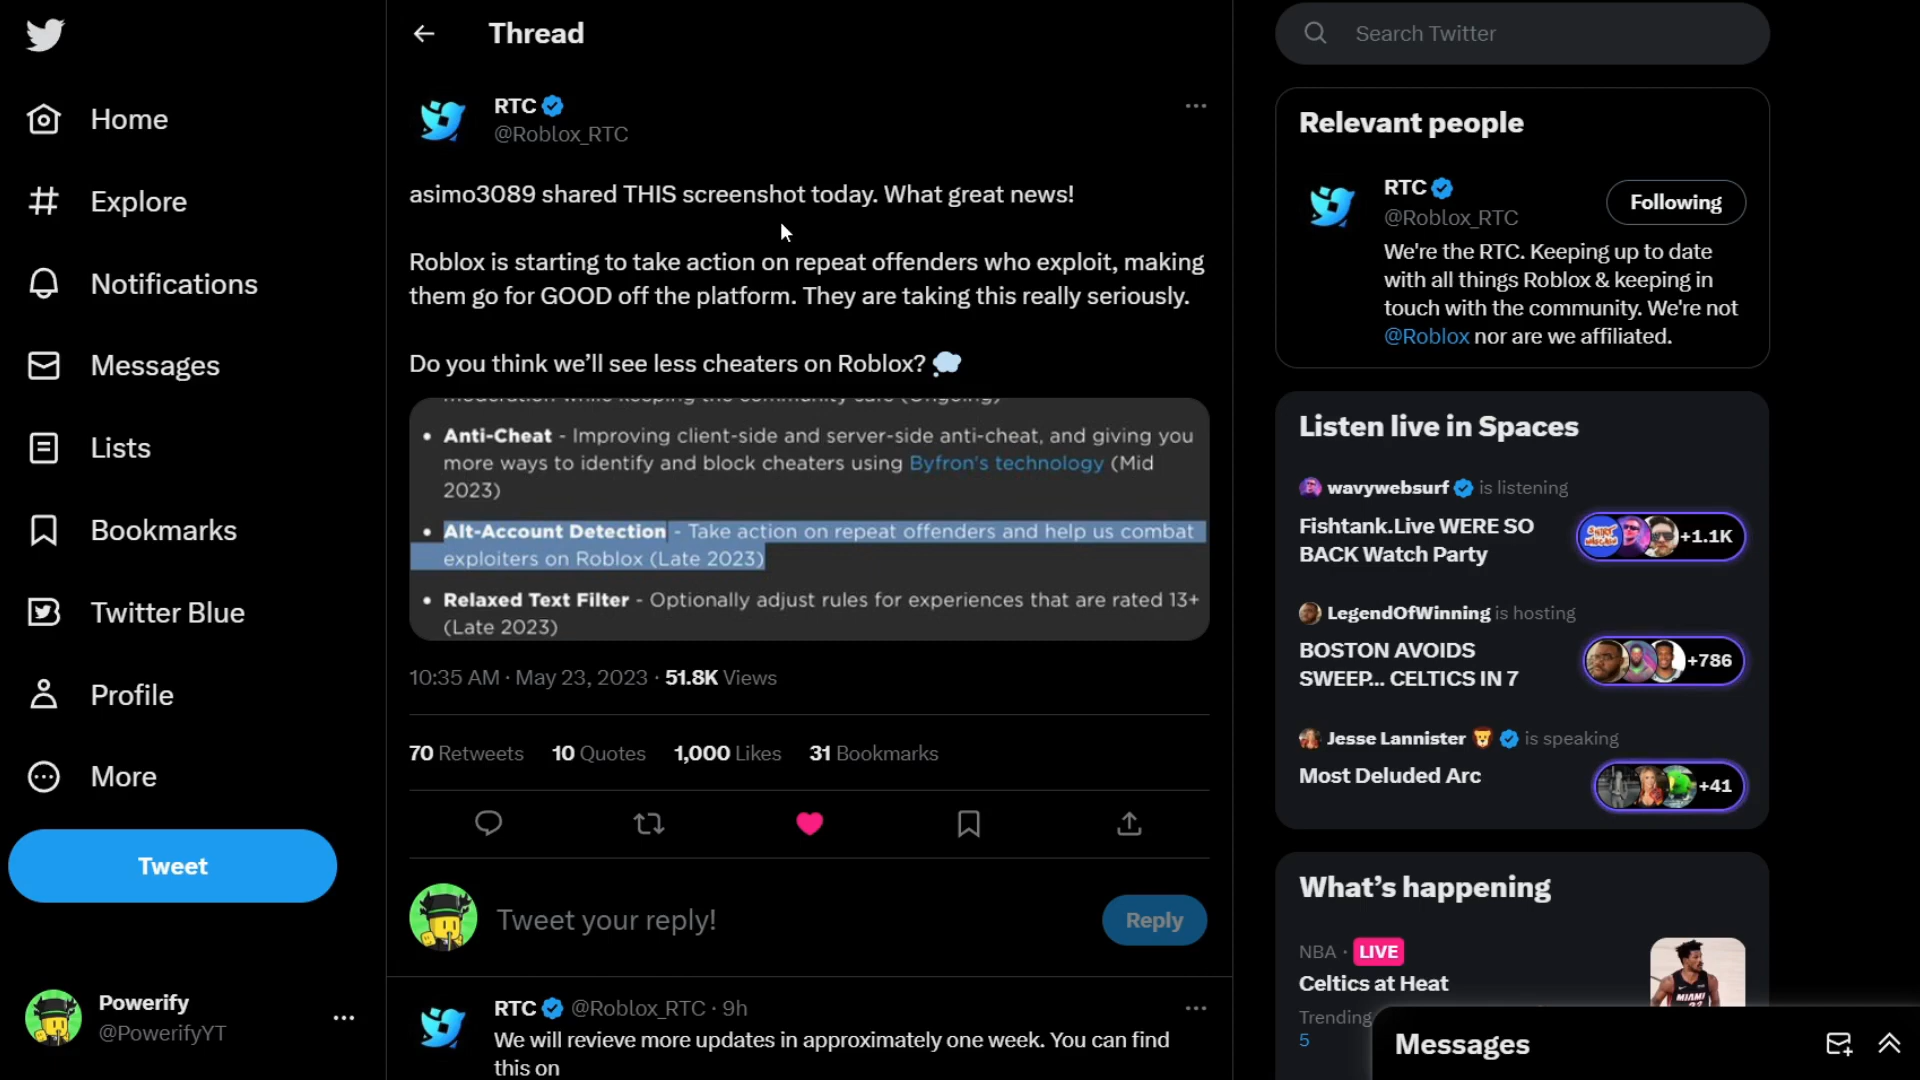 Home
Explore
Notifications
Messages
Lists
Bookmarks
Twitter Blue
Profile
More
Tweet
Powerify
@PowerifyYT
Thread
RTC
@Roblox_RTC
asimo3089 shared THIS screenshot today. What great news!
Roblox is starting to take action on repeat offenders who exploit, making
them go for GOOD off the platform. They are taking this really seriously.
Do you think we’ll see less cheaters on Roblox?
moderation while keeping the community safe (Ongoing)
• Anti-Cheat - Improving client-side and server-side anti-cheat, and giving you
more ways to identify and block cheaters using Byfron's technology (Mid
2023)
• Alt-Account Detection - Take action on repeat offenders and help us combat
exploiters on Roblox (Late 2023)
• Relaxed Text Filter - Optionally adjust rules for experiences that are rated 13+
(Late 2023)
10:35 AM · May 23, 2023 · 51.8K Views
70 Retweets 10 Quotes 1,000 Likes 31 Bookmarks
Tweet your reply!
Reply
RTC @Roblox_RTC · 9h
We will revieve more updates in approximately one week. You can find
this on
Search Twitter
Relevant people
RTC
@Roblox_RTC
Following
We're the RTC. Keeping up to date
with all things Roblox & keeping in
touch with the community. We're not
@Roblox nor are we affiliated.
Listen live in Spaces
wavywebsurf is listening
Fishtank.Live WERE SO
BACK Watch Party
+1.1K
LegendOfWinning is hosting
BOSTON AVOIDS
SWEEP... CELTICS IN 7
+786
Jesse Lannister is speaking
Most Deluded Arc
+41
What’s happening
NBA · LIVE
Celtics at Heat
MIAMI
Trending
5
Messages